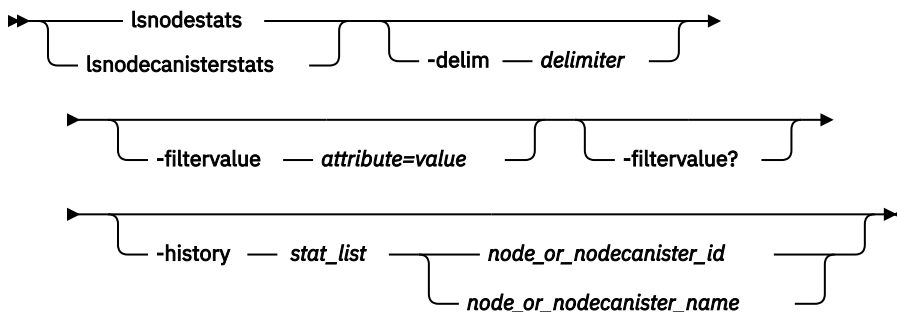 lsnodestats
lsnodecanisterstats
-delim delimiter
-filtervalue attribute=value -filtervalue?
-history stat_list node_or_nodecanister_id
node_or_nodecanister_name